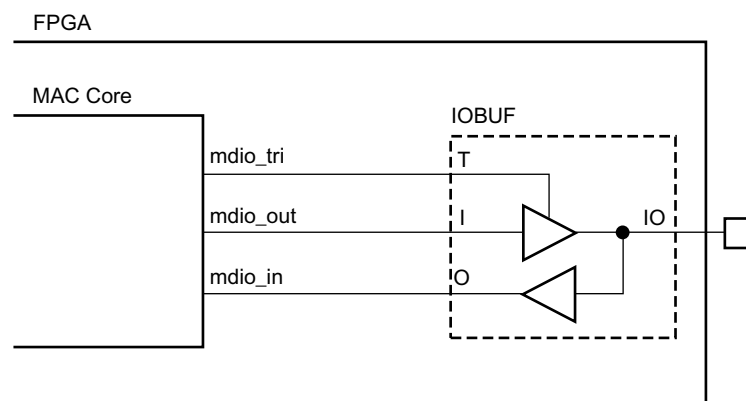 FPGA
MAC Core
IOBUF
mdio_tri
T
mdio_out
I
IO
mdio_in
O